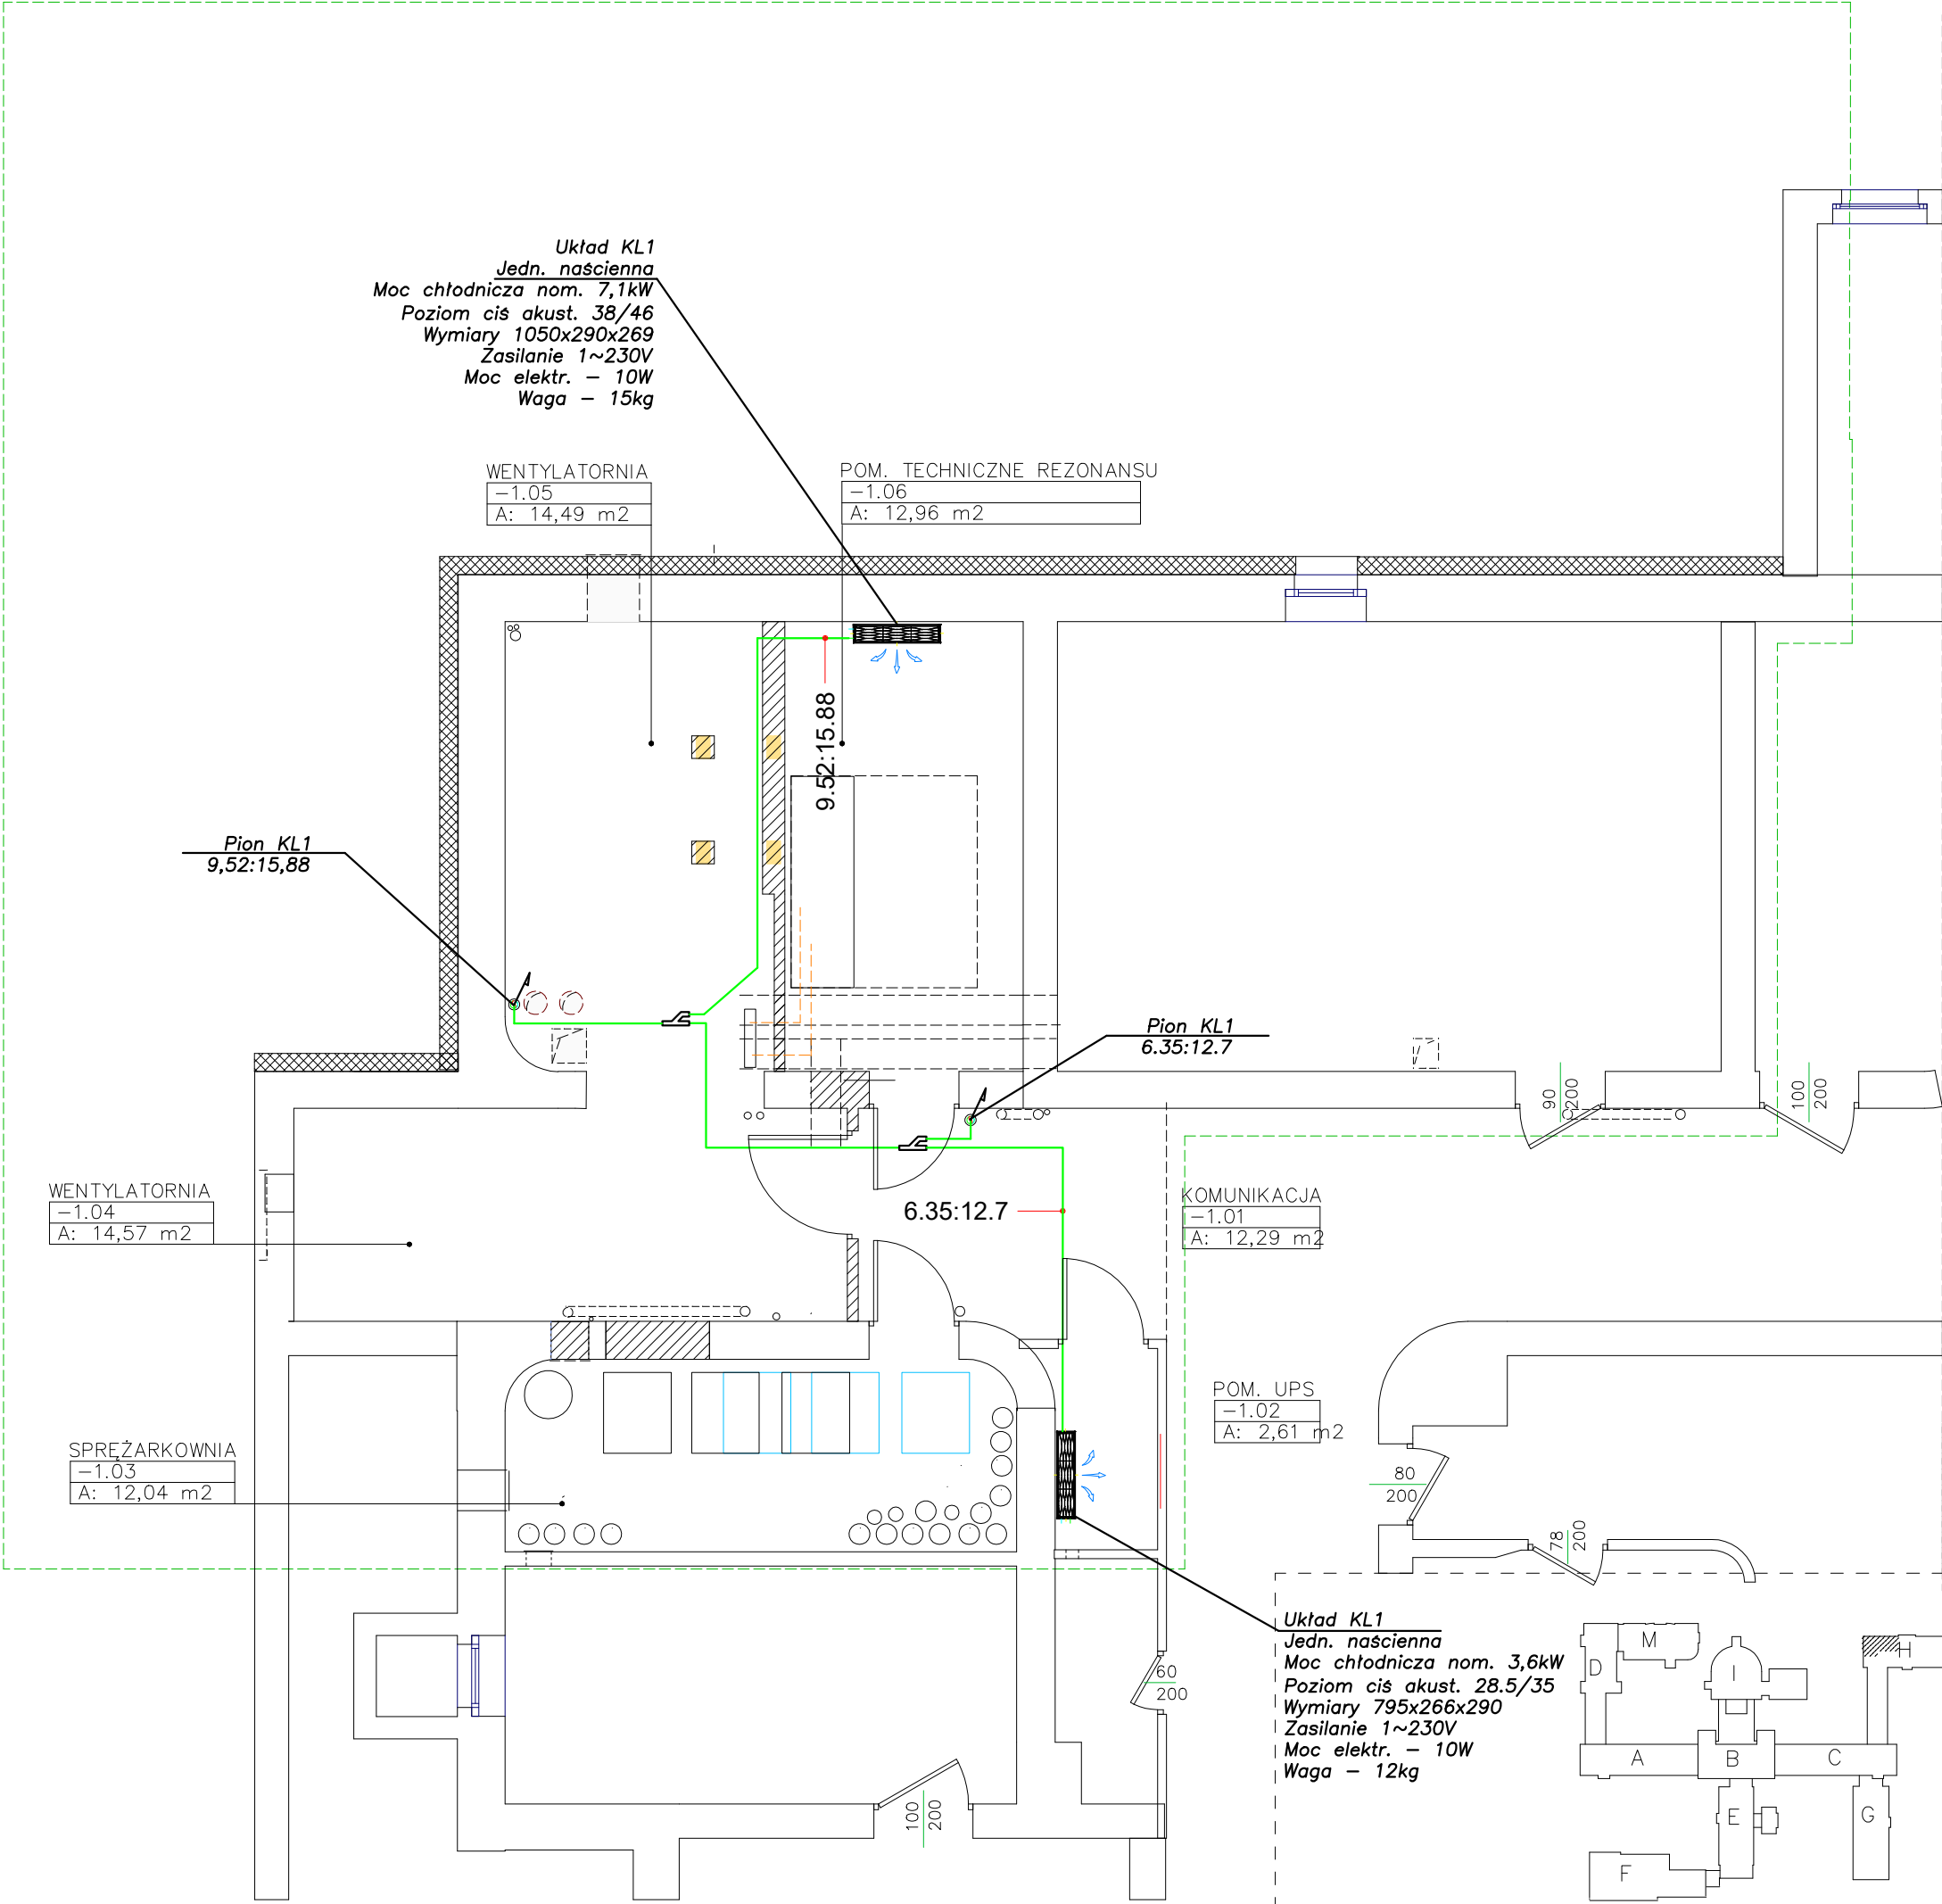 Układ KL1
Jedn. naścienna
Moc chłodnicza nom. 7,1kW
Poziom ciś akust. 38/46
Wymiary 1050x290x269
Zasilanie 1~230V
Moc elektr. – 10W
Waga – 15kg
WENTYLATORNIA
–1.05
A: 14,49 m2
POM. TECHNICZNE REZONANSU
–1.06
A: 12,96 m2
9.52:15.88
Pion KL1
9,52:15,88
Pion KL1
6.35:12.7
90
200
100
200
WENTYLATORNIA
–1.04
A: 14,57 m2
6.35:12.7
KOMUNIKACJA
–1.01
A: 12,29 m2
POM. UPS
–1.02
A: 2,61 m2
SPRĘŻARKOWNIA
–1.03
A: 12,04 m2
80
200
78
200
60
200
100
200
Układ KL1
Jedn. naścienna
Moc chłodnicza nom. 3,6kW
Poziom ciś akust. 28.5/35
Wymiary 795x266x290
Zasilanie 1~230V
Moc elektr. – 10W
Waga – 12kg
M
H
D
I
A
B
C
E
G
F